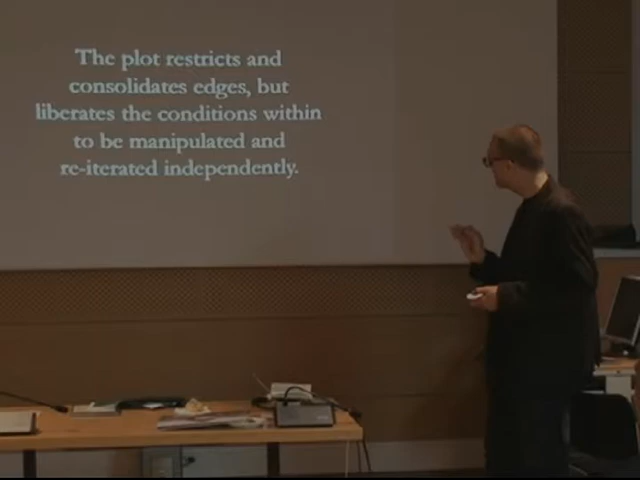 The plot restricts and
consolidates edges, but
liberates the conditions within
to be manipulated and
re-iterated independently.